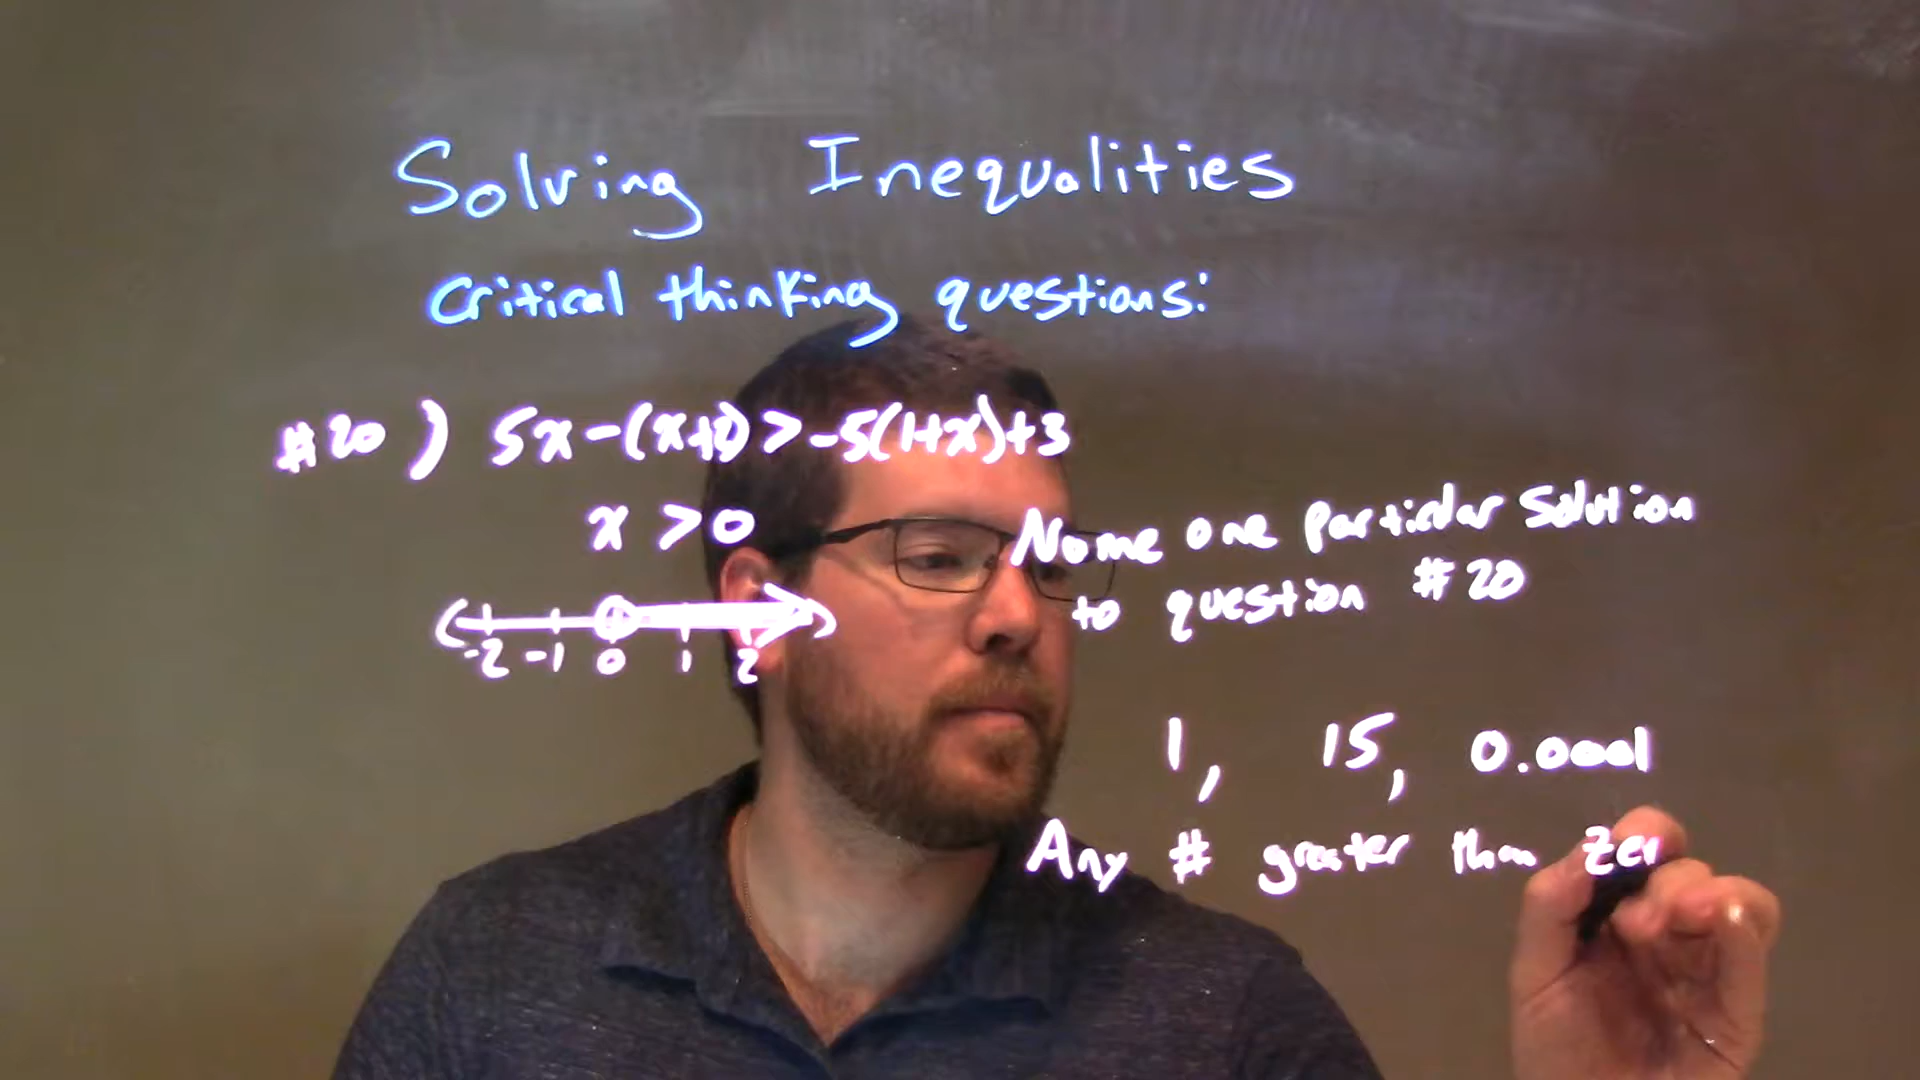 Solving Inequalities
Critical thinking questions:
#20) 5x-(x+2)>-5(1+x)+3
x >0
-2 -1 0 1 2
Name one particular solution
to question #20
1, 15, 0.0001
Any # greater than zer